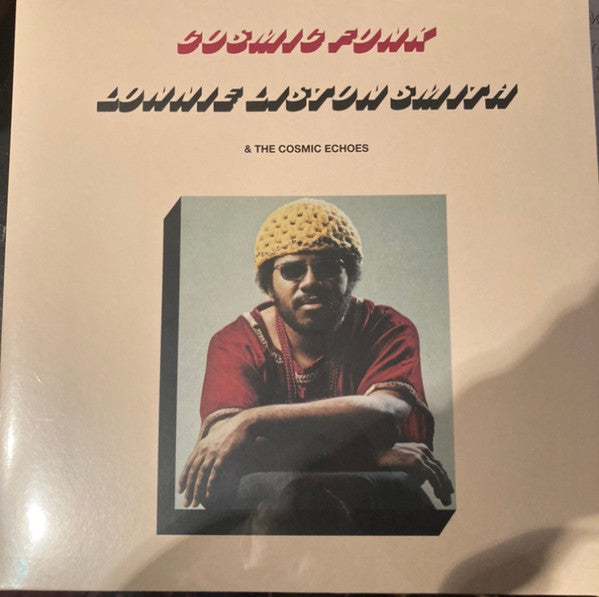 COSMIC FUNK
LONNIE LISTON SMITH
& THE COSMIC ECHOES